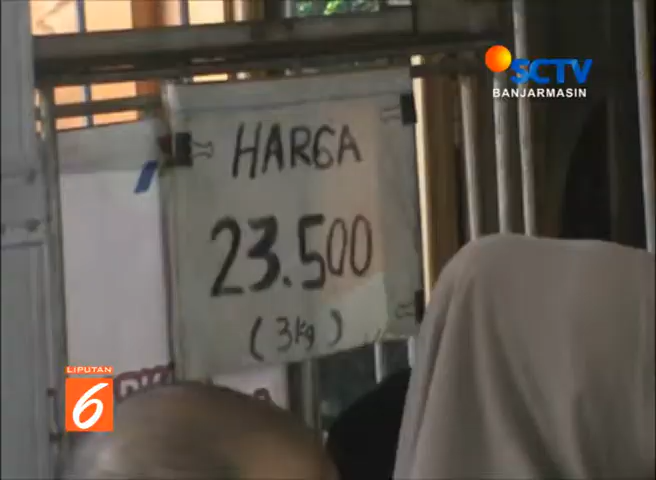 SCTV
BANJARMASIN
HARGA
23.500
(3kg)
LIPUTAN
6